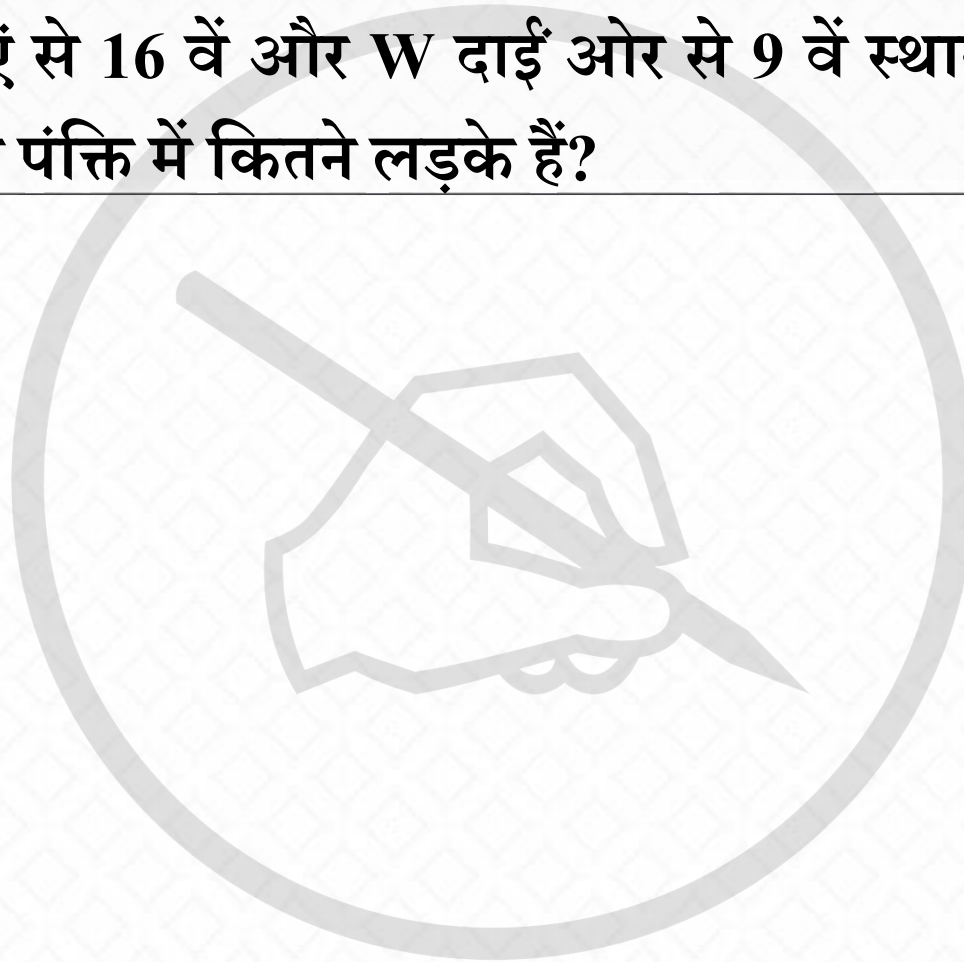 से 16 वें और W दाईं ओर से 9 वें
पंक्ति में कितने लड़के हैं?